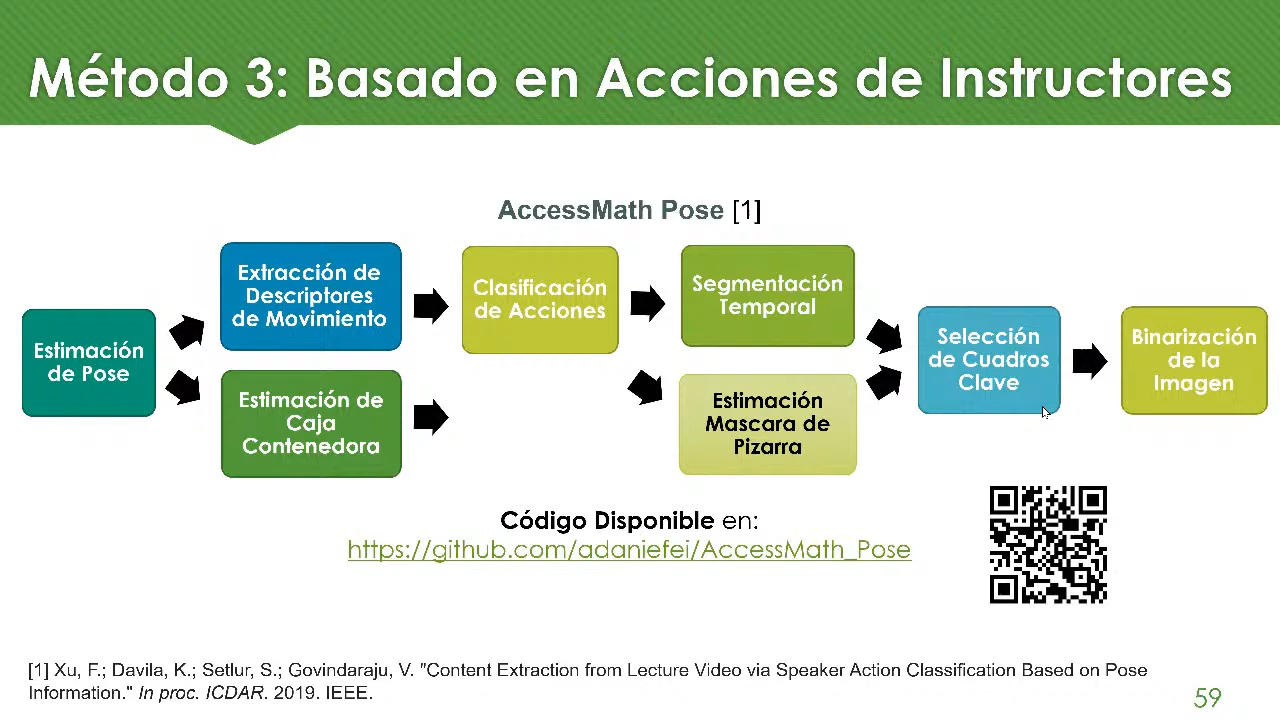 Método 3: Basado en Acciones de Instructores
AccessMath Pose [1]
Estimación
de Pose
Extracción de
Descriptores
de Movimiento
Estimación de
Caja
Contenedora
Clasificación
de Acciones
Segmentación
Temporal
Estimación
Mascara de
Pizarra
Selección
de Cuadros
Clave
Binarización
de la
Imagen
Código Disponible en:
https://github.com/adaniefei/AccessMath_Pose
[1] Xu, F.; Davila, K.; Setlur, S.; Govindaraju, V. "Content Extraction from Lecture Video via Speaker Action Classification Based on Pose
Information." In proc. ICDAR. 2019. IEEE.
59